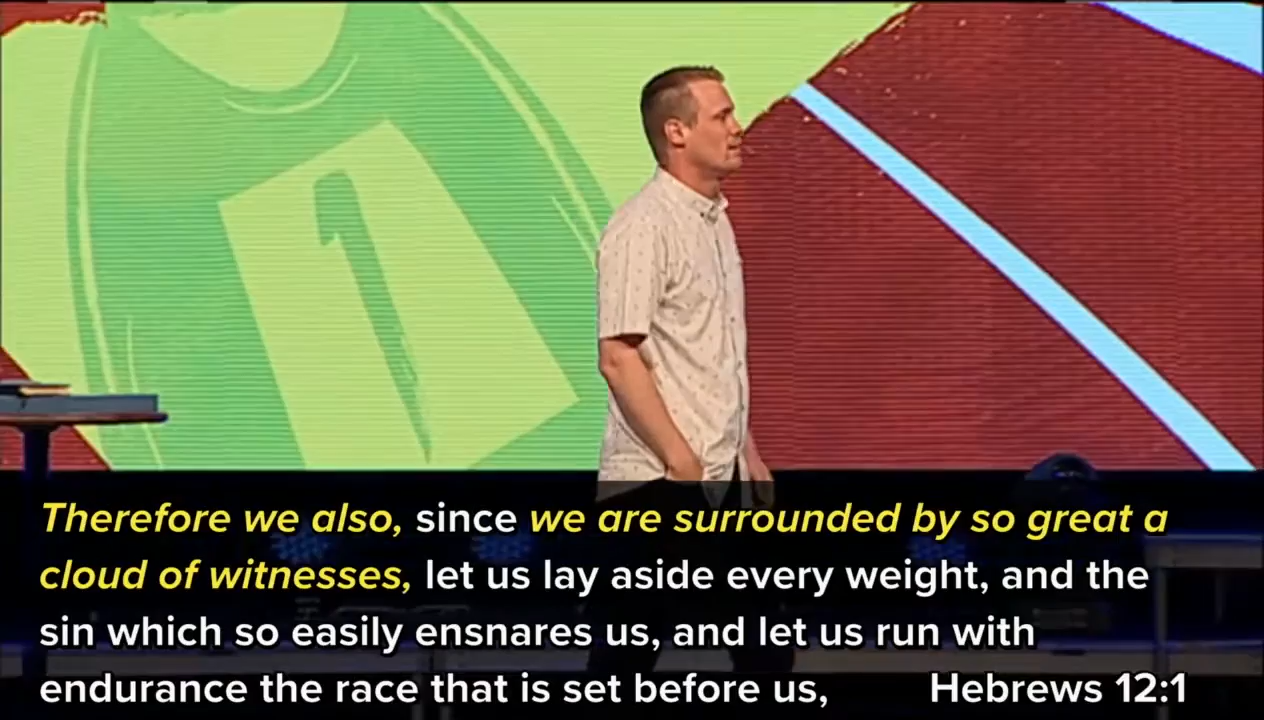 1
Therefore we also, since we are surrounded by so great a
cloud of witnesses, let us lay aside every weight, and the
sin which so easily ensnares us, and let us run with
endurance the race that is set before us, Hebrews 12:1